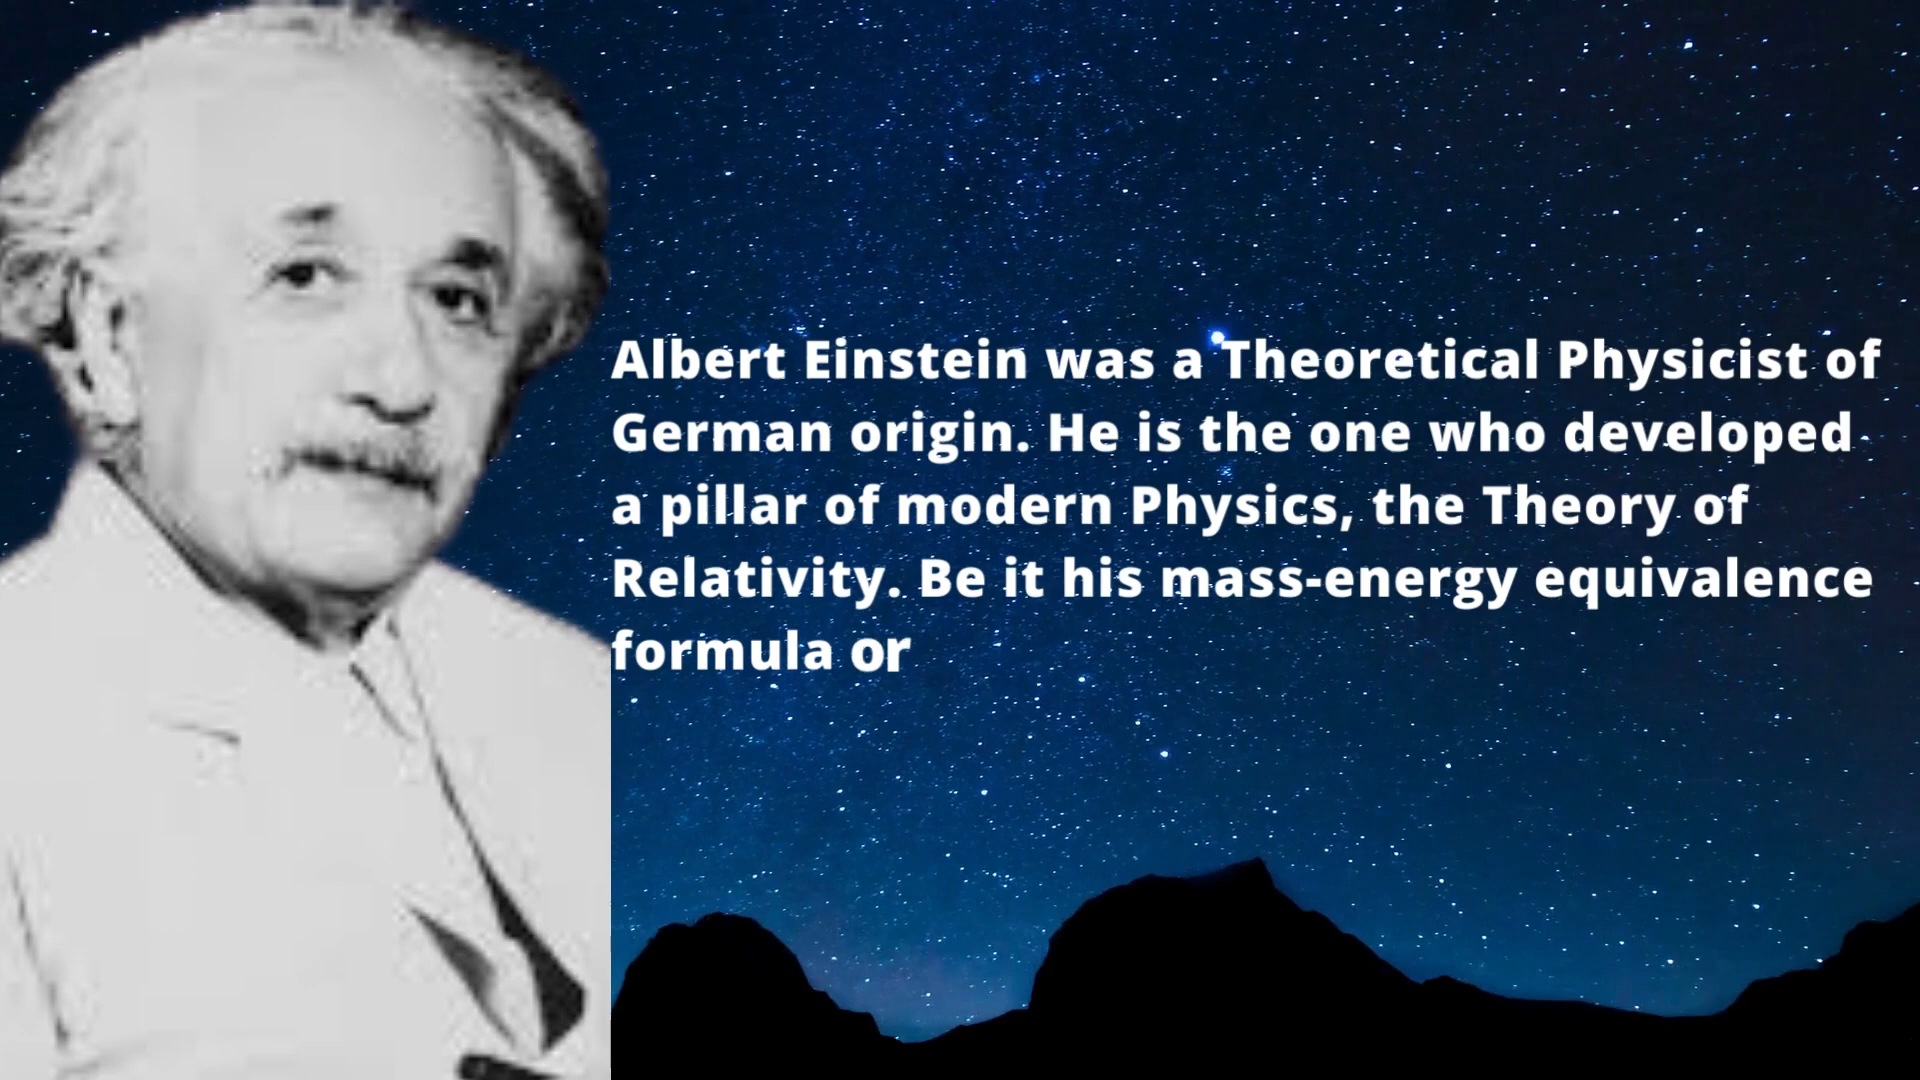 Albert Einstein was a Theoretical Physicist of
German origin. He is the one who developed
a pillar of modern Physics, the Theory of
Relativity. Be it his mass-energy equivalence
formula or